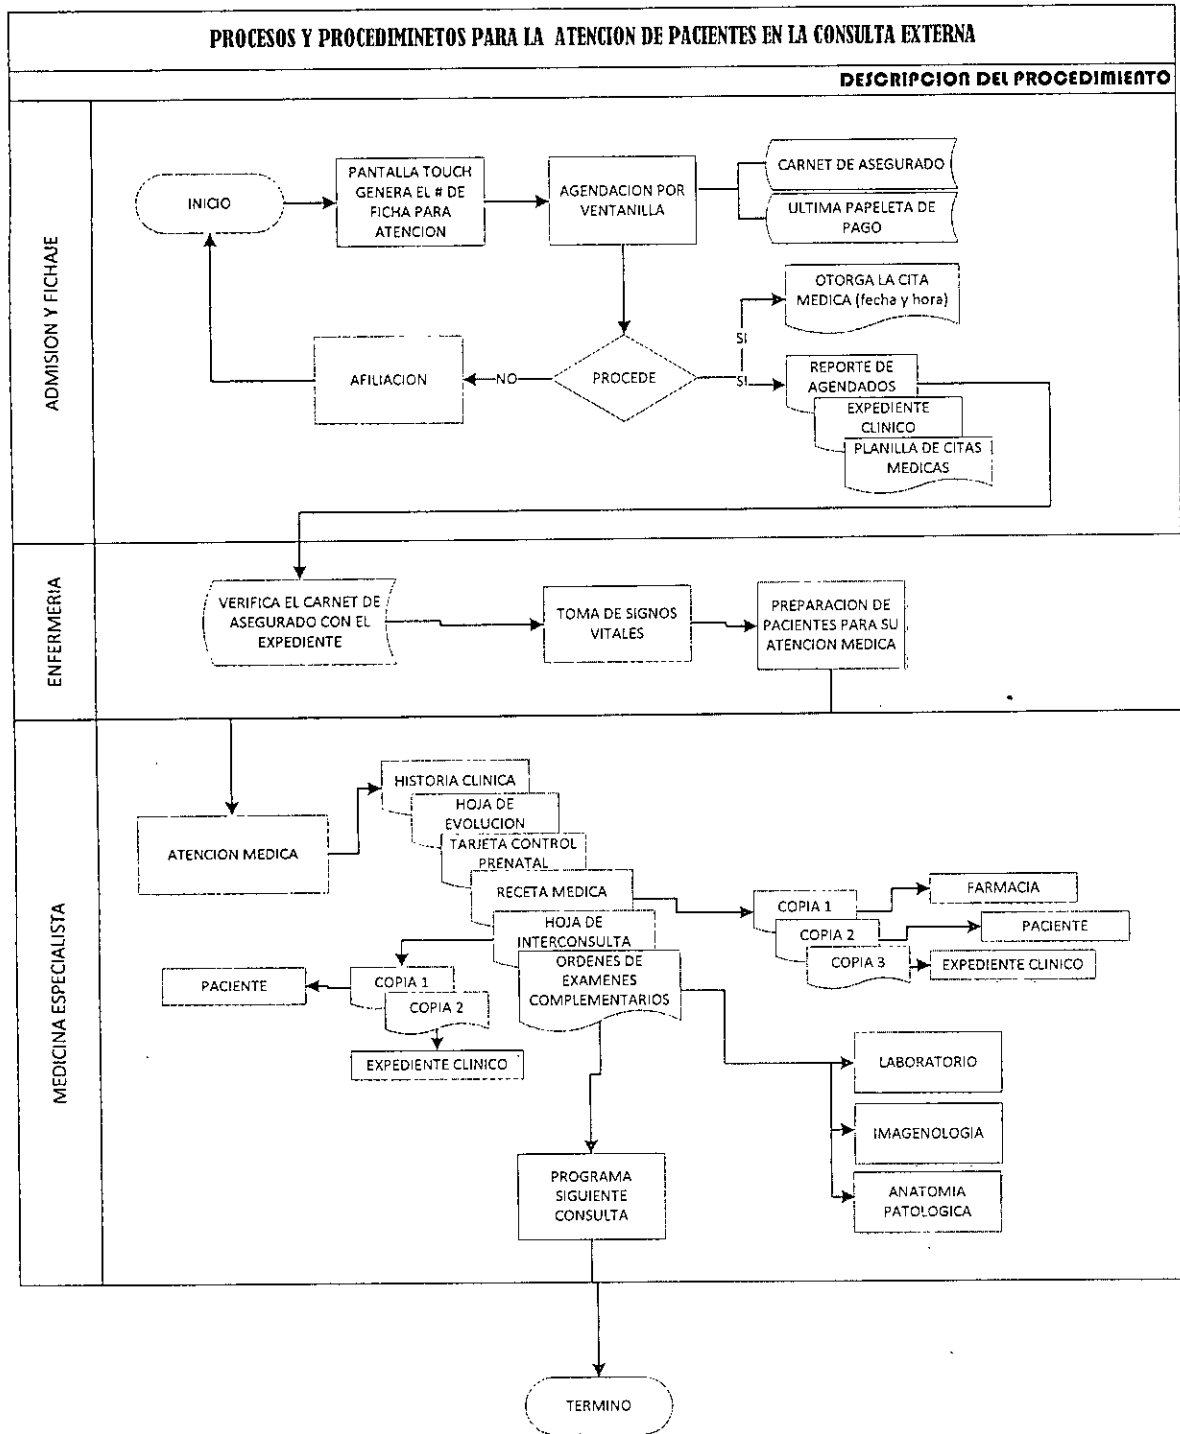 PROCESOS Y PROCEDIMINETOS PARA LA ATENCION DE PACIENTES EN LA CONSULTA EXTERNA
DESCRIPCION DEL PROCEDIMIENTO
ADMISION Y FICHAJE
INICIO
PANTALLA TOUCH
GENERA EL # DE
FICHA PARA
ATENCION
AGENDACION POR
VENTANILLA
CARNET DE ASEGURADO
ULTIMA PAPELETA DE
PAGO
OTORGA LA CITA
MEDICA (fecha y hora)
SI
AFILIACION
NO
PROCEDE
SI
REPORTE DE
AGENDADOS
EXPEDIENTE
CLINICO
PLANILLA DE CITAS
MEDICAS
ENFERMERIA
VERIFICA EL CARNET DE
ASEGURADO CON EL
EXPEDIENTE
TOMA DE SIGNOS
VITALES
PREPARACION DE
PACIENTES PARA SU
ATENCION MEDICA
MEDICINA ESPECIALISTA
ATENCION MEDICA
HISTORIA CLINICA
HOJA DE
EVOLUCION
TARJETA CONTROL
PRENATAL
RECETA MEDICA
HOJA DE
INTERCONSULTA
ORDENES DE
EXAMENES
COMPLEMENTARIOS
COPIA 1
COPIA 2
COPIA 3
FARMACIA
PACIENTE
EXPEDIENTE CLINICO
PACIENTE
COPIA 1
COPIA 2
EXPEDIENTE CLINICO
LABORATORIO
IMAGENOLOGIA
ANATOMIA
PATOLOGICA
PROGRAMA
SIGUIENTE
CONSULTA
TERMINO